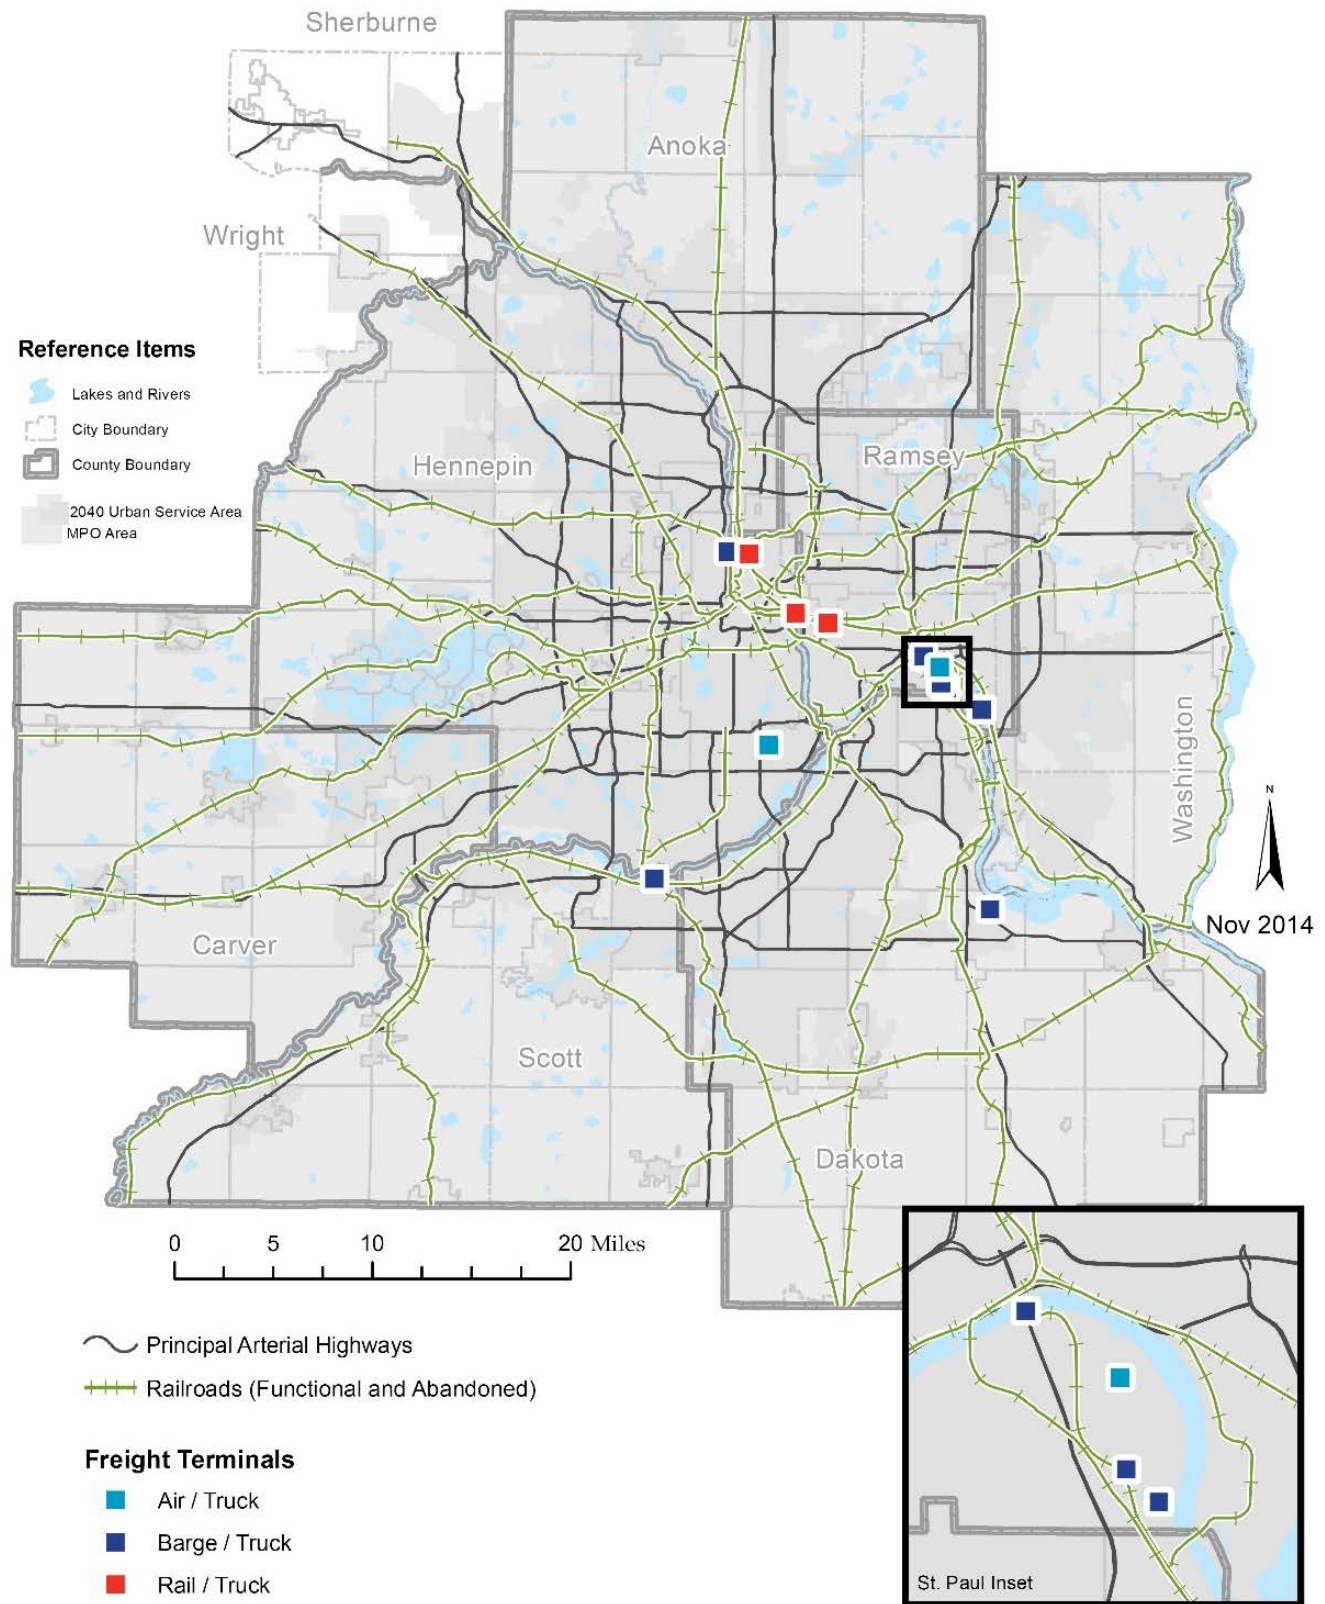 Sherburne
Anoka
Wright
Reference Items
Lakes and Rivers
City Boundary
County Boundary
2040 Urban Service Area
MPO Area
Hennepin
Ramsey
Washington
N
Nov 2014
Carver
Scott
Dakota
0 5 10 20 Miles
Principal Arterial Highways
Railroads (Functional and Abandoned)
Freight Terminals
Air / Truck
Barge / Truck
Rail / Truck
St. Paul Inset